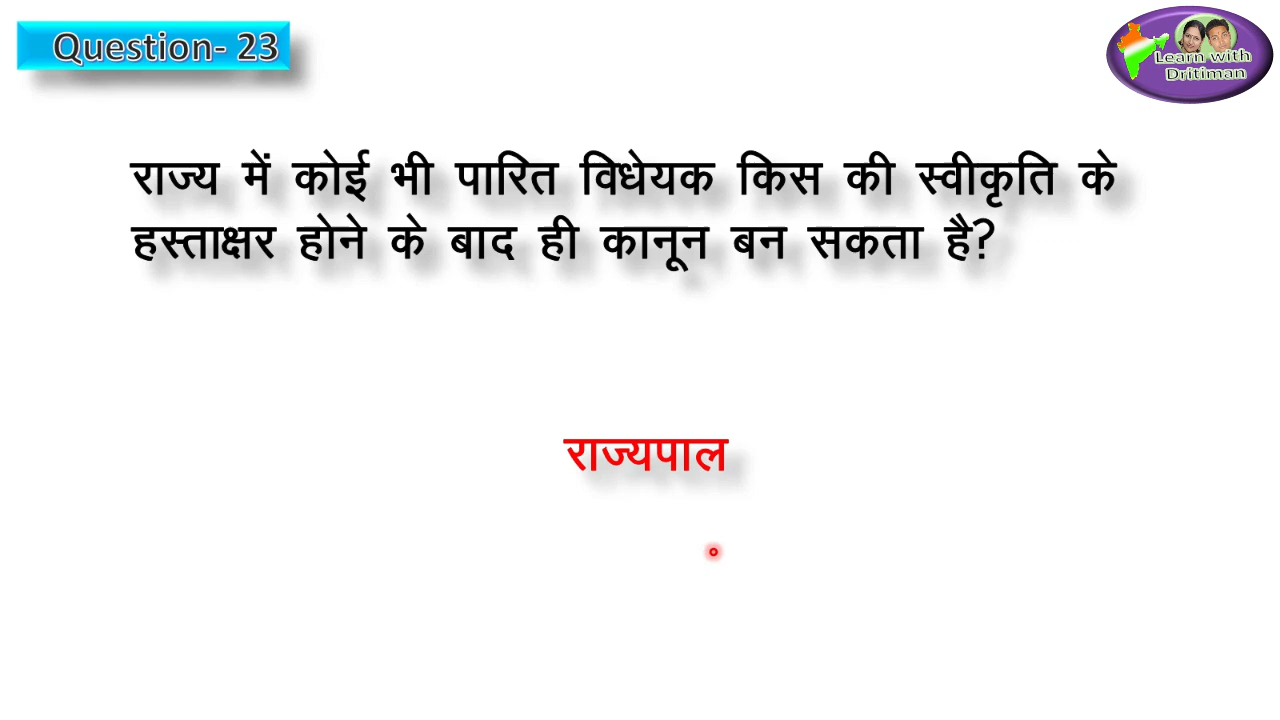 Question- 23
Learn with
Dritiman
राज्य में कोई भी पारित विधेयक किस की स्वीकृति के
हस्ताक्षर होने के बाद ही कानून बन सकता है?
राज्यपाल